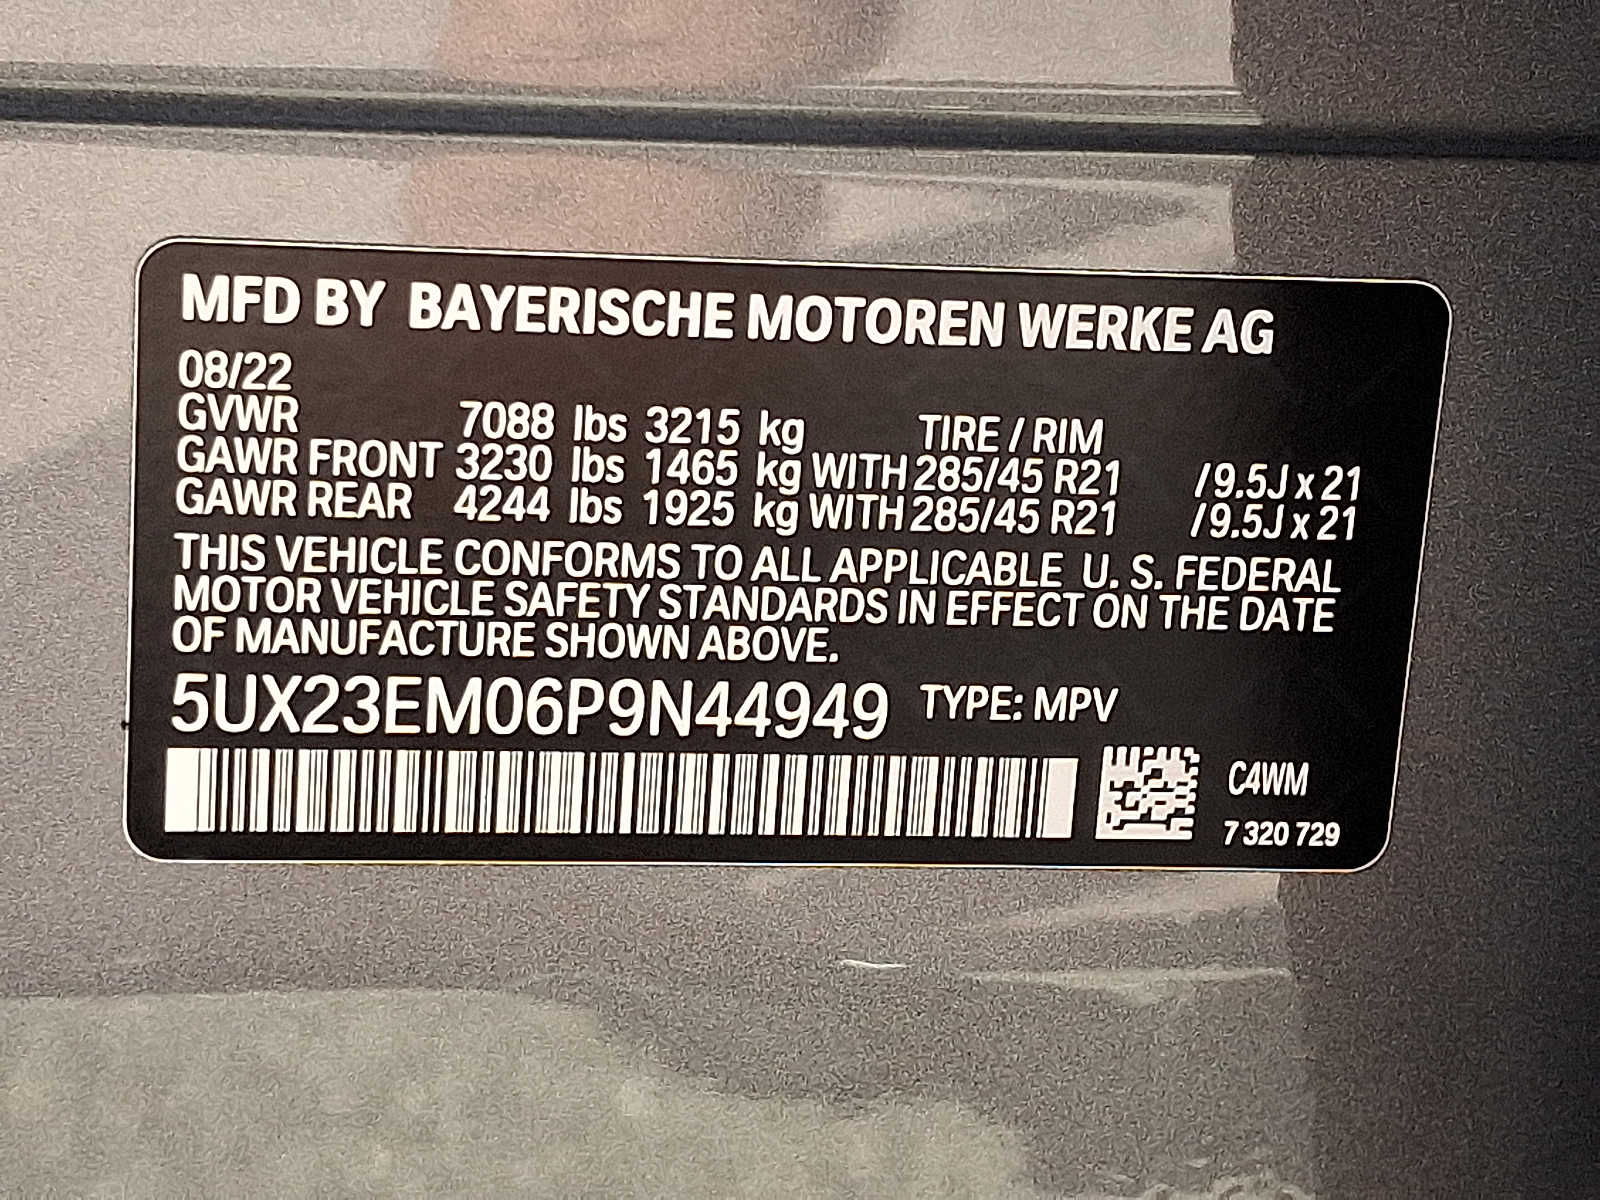 MFD BY BAYERISCHE MOTOREN WERKE AG
08/22
GVWR 7088 lbs 3215 kg TIRE / RIM
GAWR FRONT 3230 lbs 1465 kg WITH 285/45 R21 / 9.5J x 21
GAWR REAR 4244 lbs 1925 kg WITH 285/45 R21 / 9.5J x 21
THIS VEHICLE CONFORMS TO ALL APPLICABLE U. S. FEDERAL
MOTOR VEHICLE SAFETY STANDARDS IN EFFECT ON THE DATE
OF MANUFACTURE SHOWN ABOVE.
5UX23EM06P9N44949 TYPE: MPV
C4WM
7 320 729